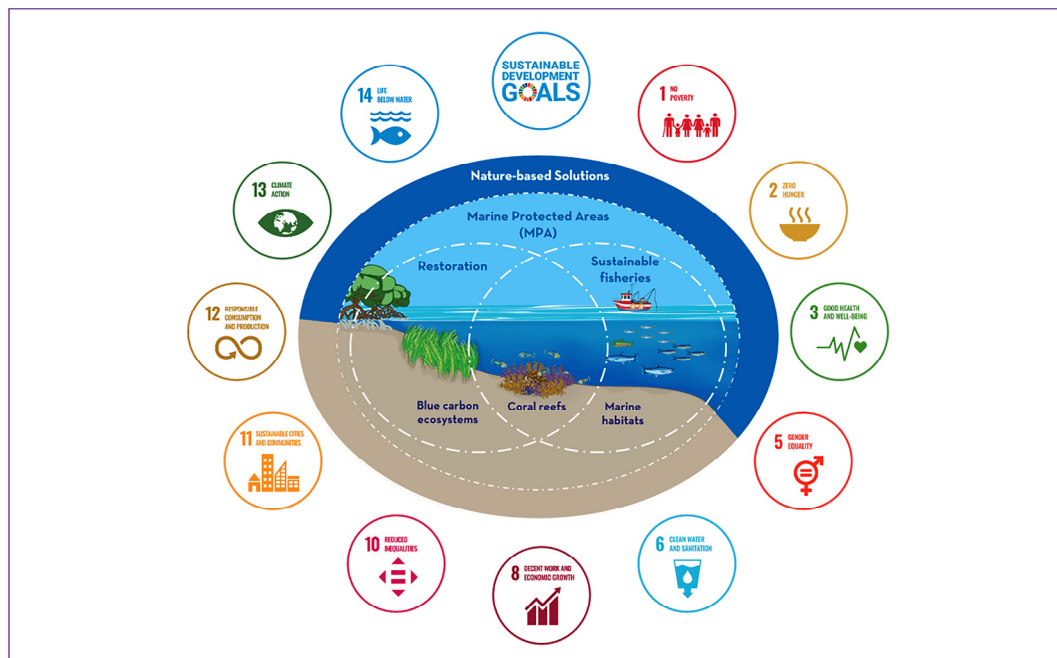 SUSTAINABLE
DEVELOPMENT
GOALS
1 NO
POVERTY
2 ZERO
HUNGER
3 GOOD HEALTH
AND WELL-BEING
5 GENDER
EQUALITY
6 CLEAN WATER
AND SANITATION
8 DECENT WORK AND
ECONOMIC GROWTH
10 REDUCED
INEQUALITIES
11 SUSTAINABLE CITIES
AND COMMUNITIES
12 RESPONSIBLE
CONSUMPTION
AND PRODUCTION
13 CLIMATE
ACTION
14 LIFE
BELOW WATER
Nature-based Solutions
Marine Protected Areas
(MPA)
Restoration
Sustainable
fisheries
Blue carbon
ecosystems
Coral reefs
Marine
habitats